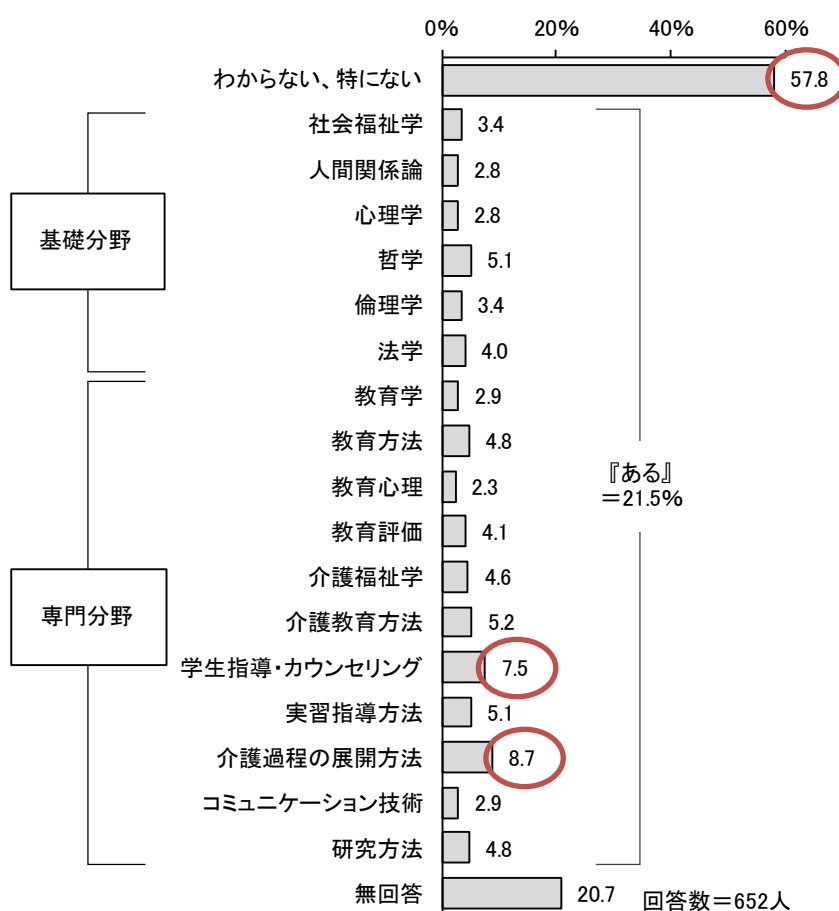 0% 20% 40% 60%
わからない、特にない 57.8
社会福祉学 3.4
人間関係論 2.8
心理学 2.8
基礎分野
哲学 5.1
倫理学 3.4
法学 4.0
教育学 2.9
教育方法 4.8
教育心理 2.3
『ある』
＝21.5%
教育評価 4.1
介護福祉学 4.6
専門分野
介護教育方法 5.2
学生指導・カウンセリング 7.5
実習指導方法 5.1
介護過程の展開方法 8.7
コミュニケーション技術 2.9
研究方法 4.8
無回答 20.7
回答数＝652人